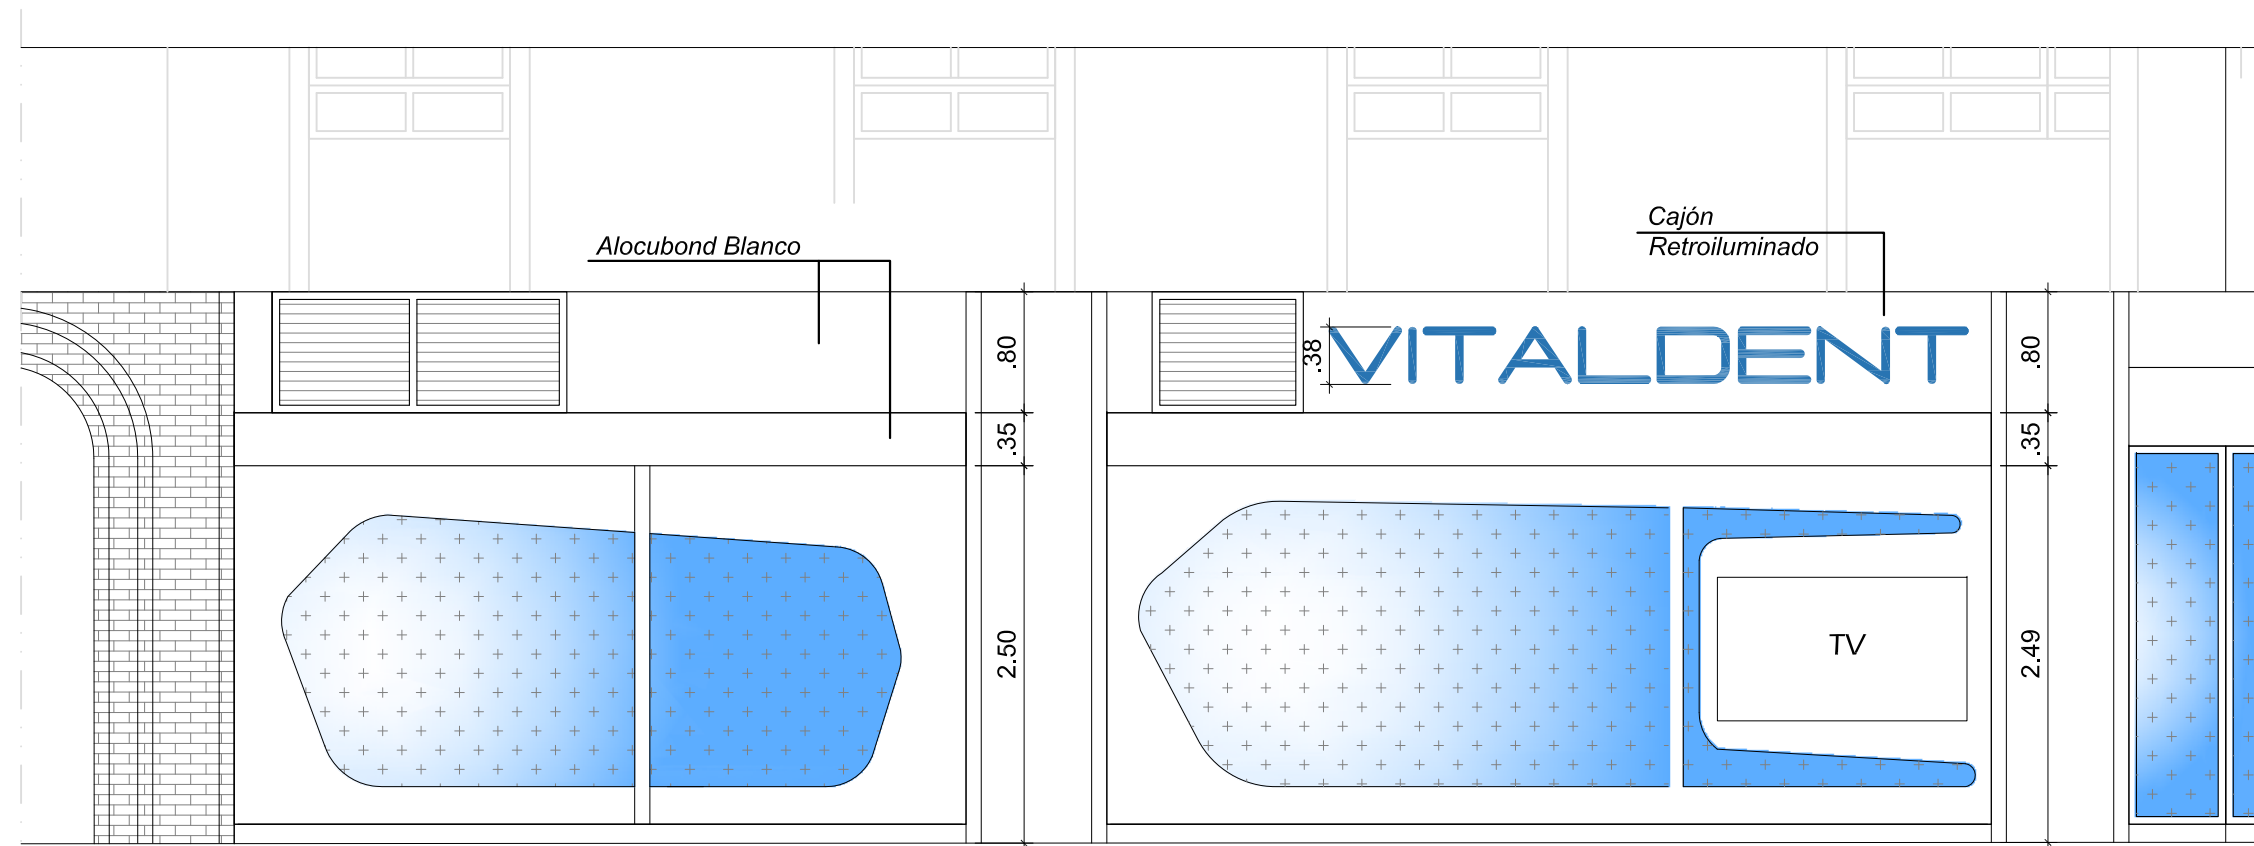 Cajón
Retroiluminado
Alocubond Blanco
.80
.38
VITALDENT
.80
.35
.35
2.50
TV
2.49